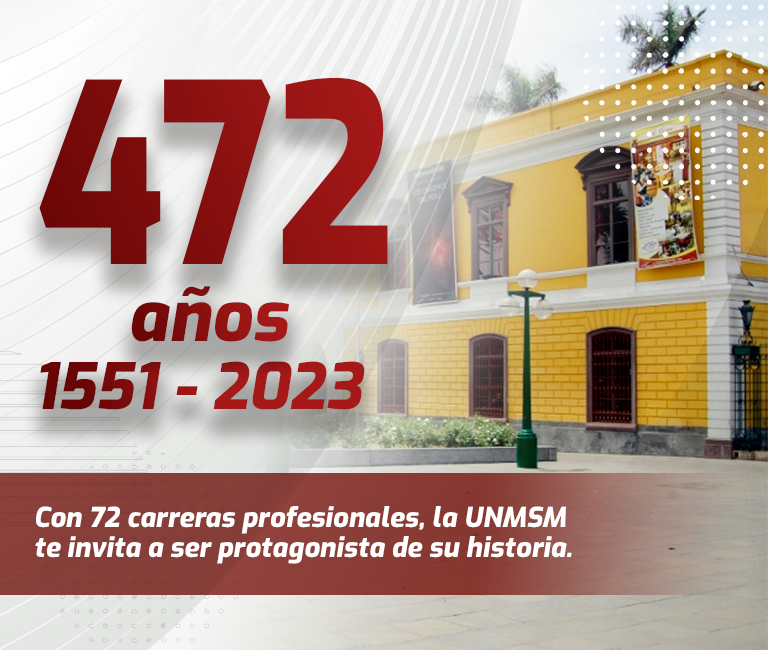 472
años
1551 - 2023
Con 72 carreras profesionales, la UNMSM
te invita a ser protagonista de su historia.